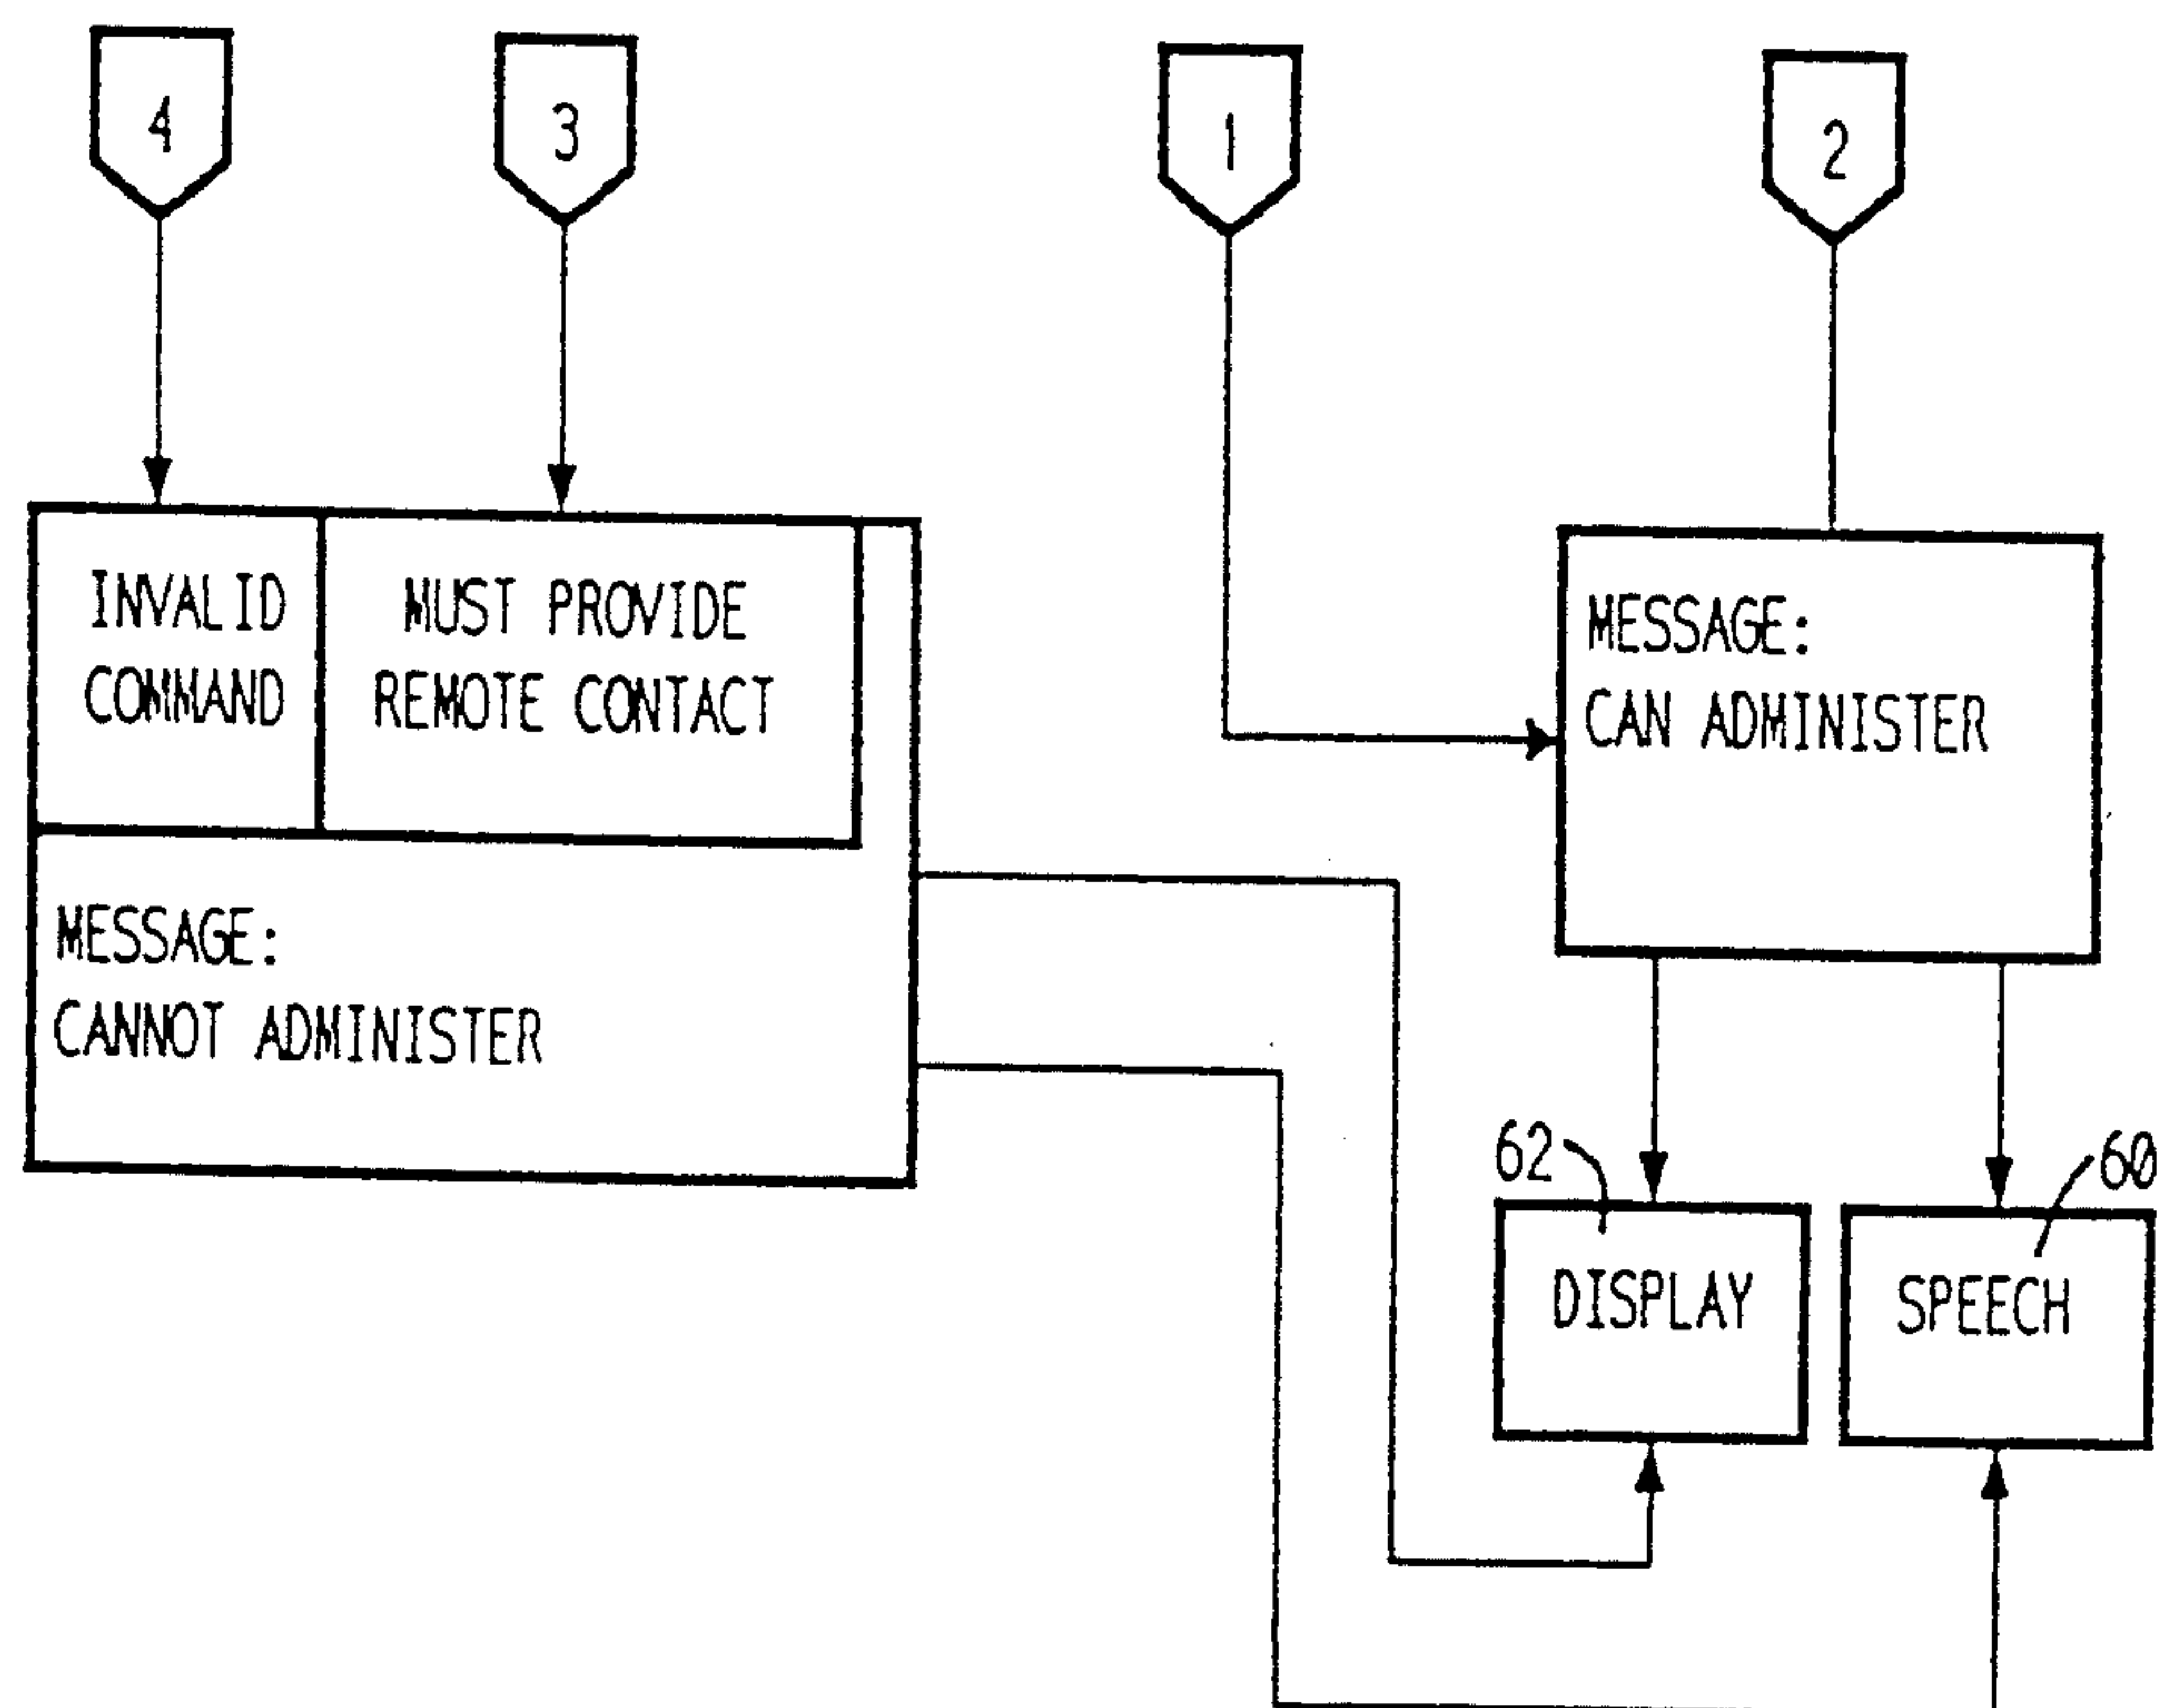 4
3
1
2
INVALID
COMMAND
MUST PROVIDE
REMOTE CONTACT
MESSAGE:
CAN ADMINISTER
MESSAGE:
CANNOT ADMINISTER
62
60
DISPLAY
SPEECH